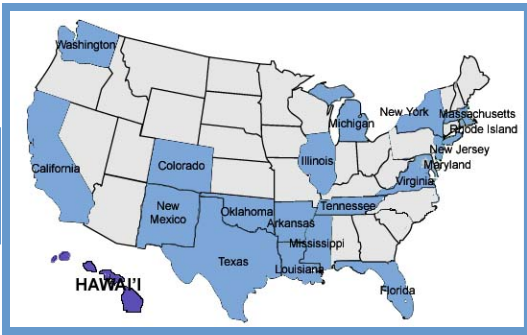 Washington
New York
Massachusetts
Michigan
Rhode Island
New Jersey
Illinois
Maryland
California
Colorado
Virginia
New
Mexico
Oklahoma
Tennessee
Arkansas
Mississippi
Texas
Louisiana
HAWAI'I
Florida